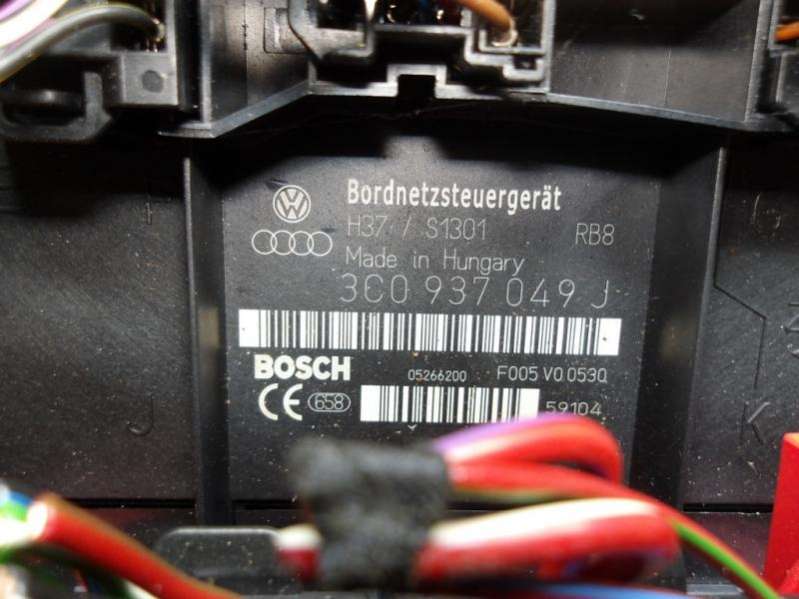 Bordnetzsteuergerät
H37 / S1301 RB8
Made in Hungary
3C0 937 049 J
BOSCH 05266200 F005 V0 0530
CE 658 59104
J
G
K